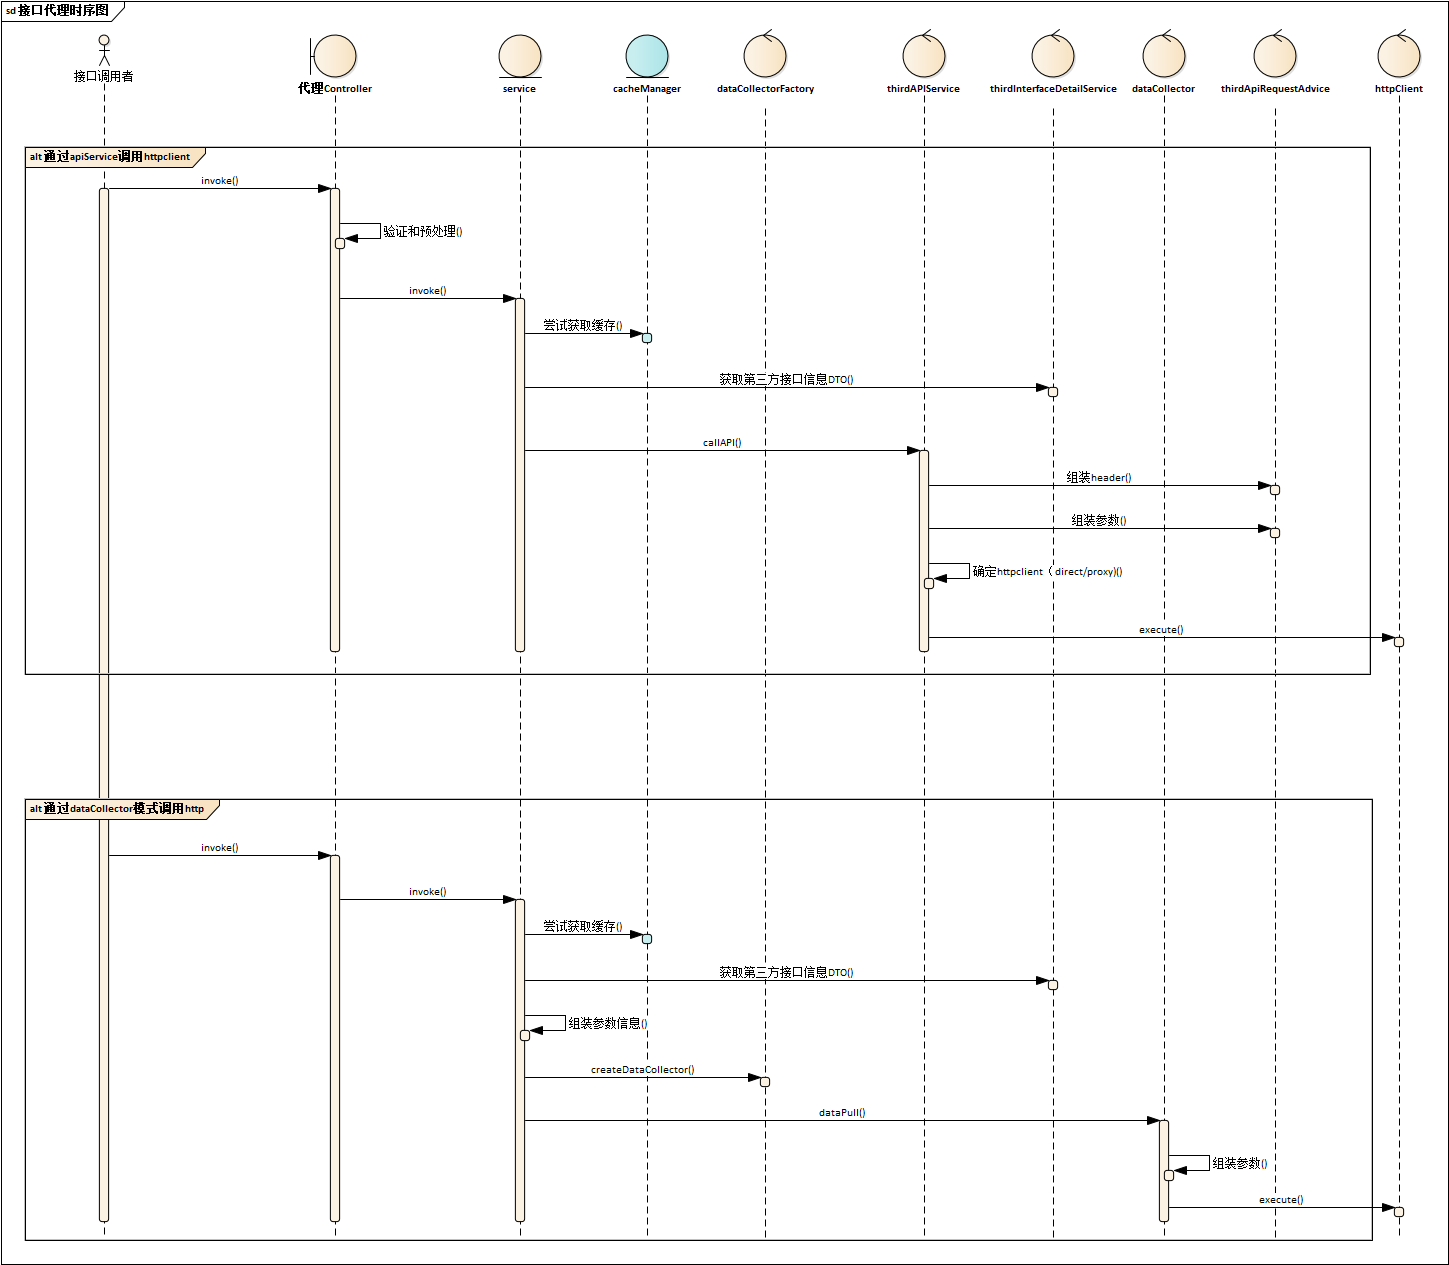 sd 接口代理时序图
接口调用者
代理Controller
service
cacheManager
dataCollectorFactory
thirdAPIService
thirdInterfaceDetailService
dataCollector
thirdApiRequestAdvice
httpClient
alt 通过apiService调用httpclient
invoke()
验证和预处理()
invoke()
尝试获取缓存()
获取第三方接口信息DTO()
callAPI()
组装header()
组装参数()
确定httpclient（direct/proxy)()
execute()
alt 通过dataCollector模式调用http
invoke()
invoke()
尝试获取缓存()
获取第三方接口信息DTO()
组装参数信息()
createDataCollector()
dataPull()
组装参数()
execute()